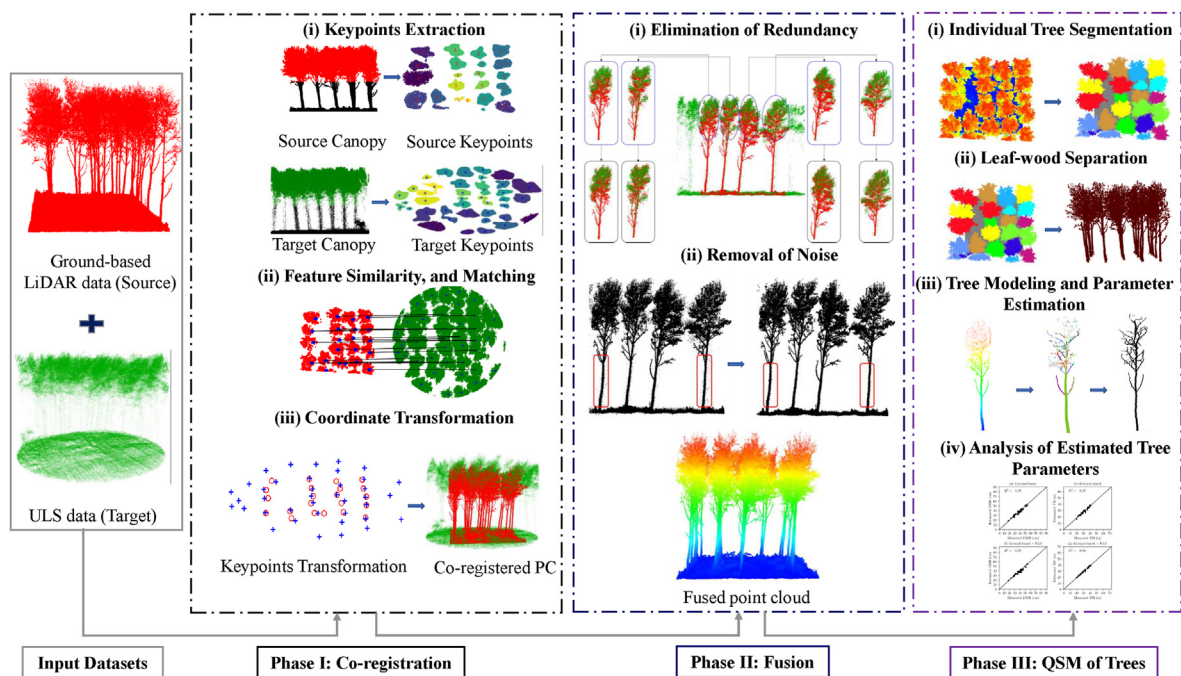 Ground-based
LiDAR data (Source)
ULS data (Target)
Input Datasets
(i) Keypoints Extraction
Source Canopy
Source Keypoints
Target Canopy
Target Keypoints
(ii) Feature Similarity, and Matching
(iii) Coordinate Transformation
Keypoints Transformation
Co-registered PC
Phase I: Co-registration
(i) Elimination of Redundancy
(ii) Removal of Noise
Fused point cloud
Phase II: Fusion
(i) Individual Tree Segmentation
(ii) Leaf-wood Separation
(iii) Tree Modeling and Parameter
Estimation
(iv) Analysis of Estimated Tree
Parameters
Phase III: QSM of Trees